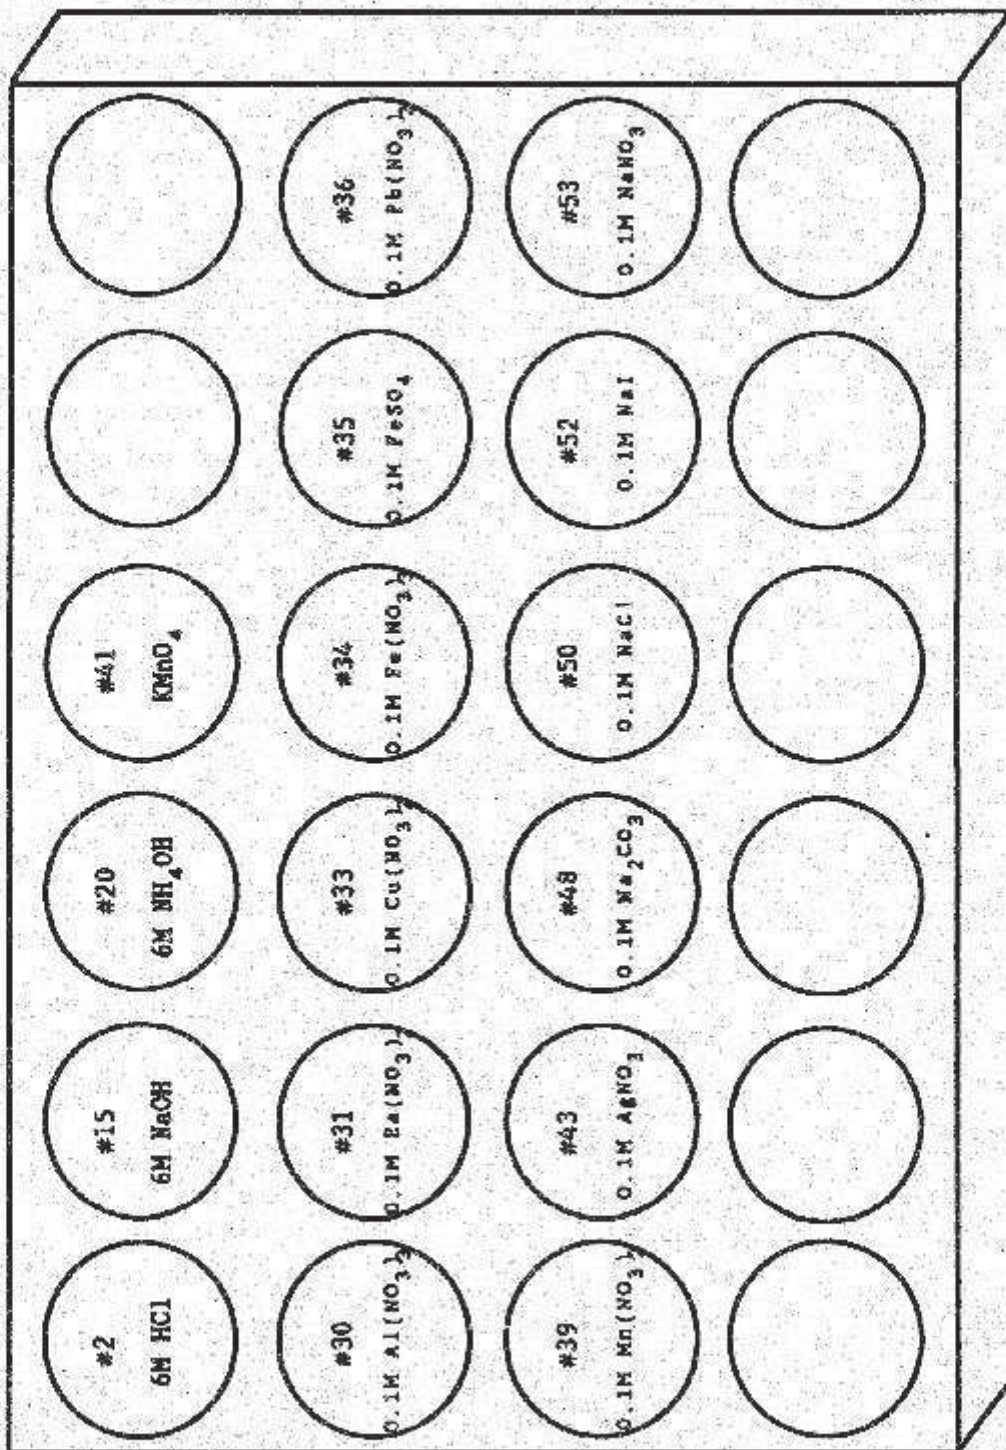 #2
6M HCl
#15
6M NaOH
#20
6M NH₄OH
#41
KMnO₄
#30
0.1M Al(NO₃)₃
#31
0.1M Ba(NO₃)₂
#33
0.1M Cu(NO₃)₂
#34
0.1M Fe(NO₃)₃
#35
0.1M FeSO₄
#36
0.1M Pb(NO₃)₂
#39
0.1M Mn(NO₃)₂
#43
0.1M AgNO₃
#48
0.1M Na₂CO₃
#50
0.1M NaCl
#52
0.1M NaI
#53
0.1M NaNO₃